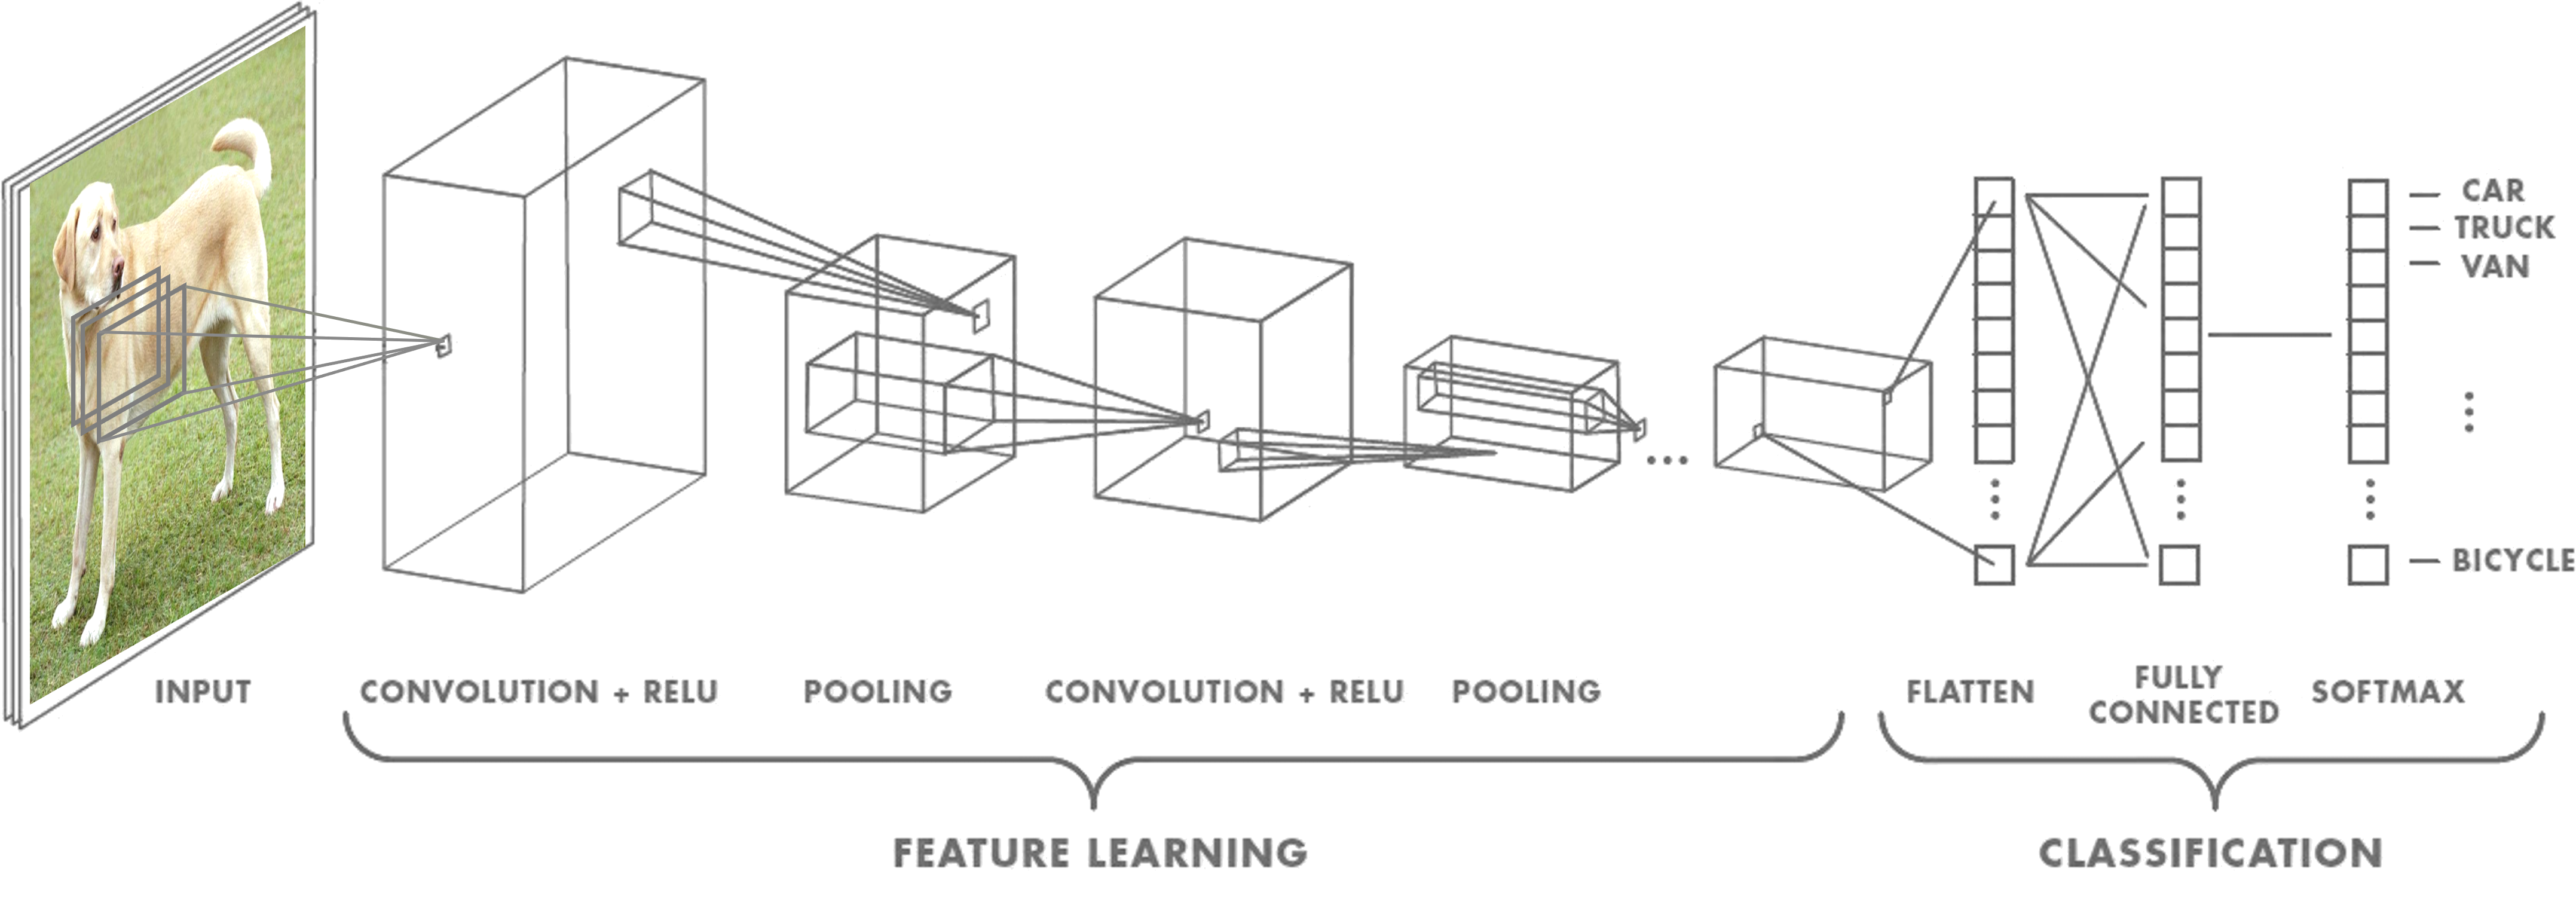 CAR
TRUCK
VAN
BICYCLE
INPUT
CONVOLUTION + RELU
POOLING
CONVOLUTION + RELU
POOLING
FLATTEN
FULLY
CONNECTED
SOFTMAX
FEATURE LEARNING
CLASSIFICATION